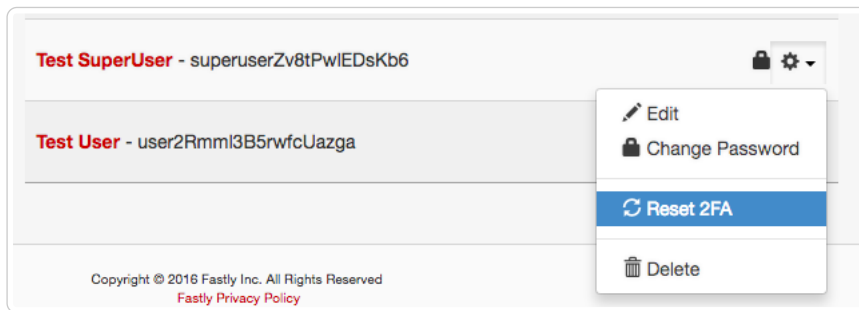 Test SuperUser - superuserZv8tPwlEDsKb6
Edit
Change Password
Test User - user2Rmml3B5rwfcUazga
Reset 2FA
Delete
Copyright © 2016 Fastly Inc. All Rights Reserved
Fastly Privacy Policy